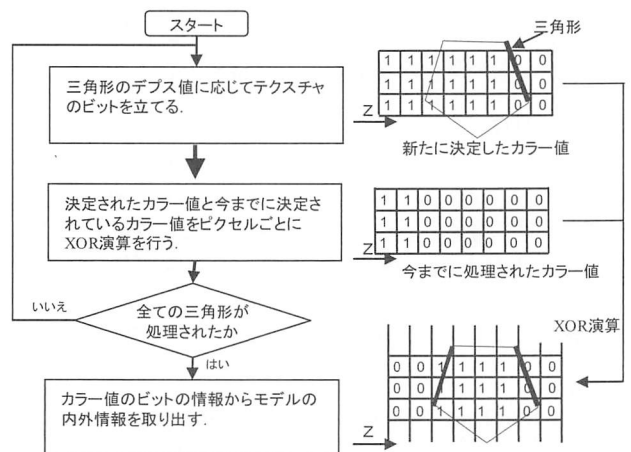 スタート
三角形のデプス値に応じてテクスチャ
のビットを立てる.
決定されたカラー値と今までに決定さ
れているカラー値をピクセルごとに
XOR演算を行う.
いいえ
全ての三角形が
処理されたか
はい
カラー値のビットの情報からモデルの
内外情報を取り出す.
三角形
1 1 1 1 1 1 0 0
1 1 1 1 1 1 0 0
1 1 1 1 1 1 0 0
Z
新たに決定したカラー値
1 1 0 0 0 0 0 0
1 1 0 0 0 0 0 0
1 1 0 0 0 0 0 0
Z
今までに処理されたカラー値
XOR演算
0 0 1 1 1 1 0 0
0 0 1 1 1 1 0 0
0 0 1 1 1 1 0 0
Z